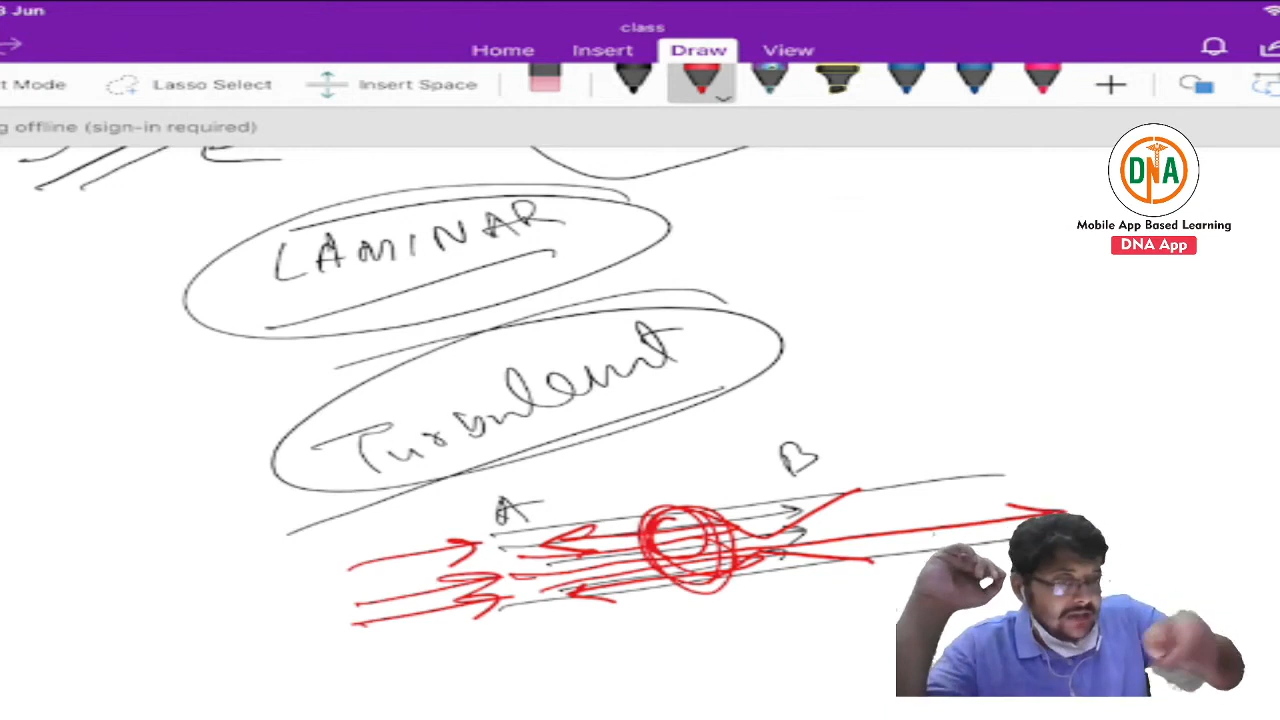 3 Jun
class
Home Insert Draw View
t Mode Lasso Select Insert Space
g offline (sign-in required)
DNA
Mobile App Based Learning
DNA App
LAMINAR
Turbulent
A B